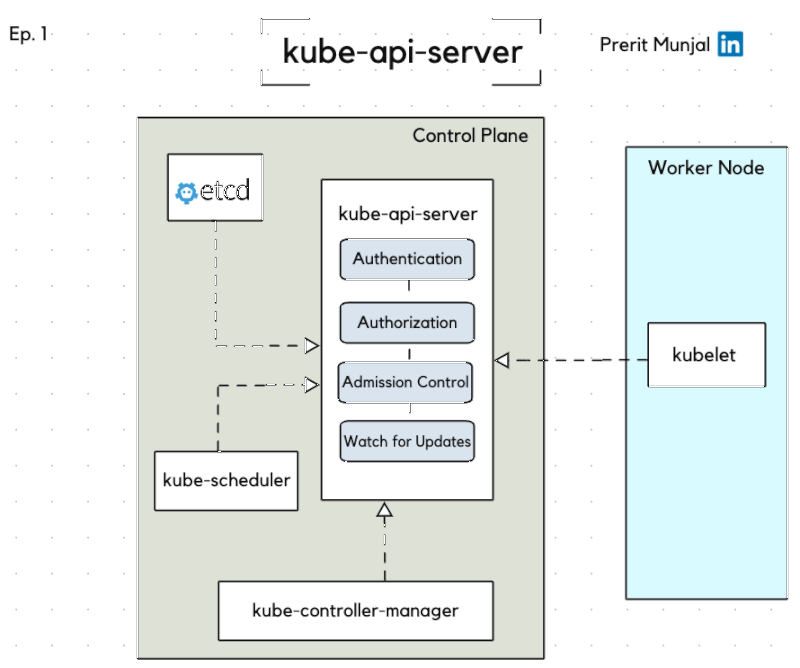 Ep. 1
kube-api-server
Prerit Munjal in
Control Plane
Worker Node
etcd
kube-api-server
Authentication
Authorization
Admission Control
Watch for Updates
kubelet
kube-scheduler
kube-controller-manager